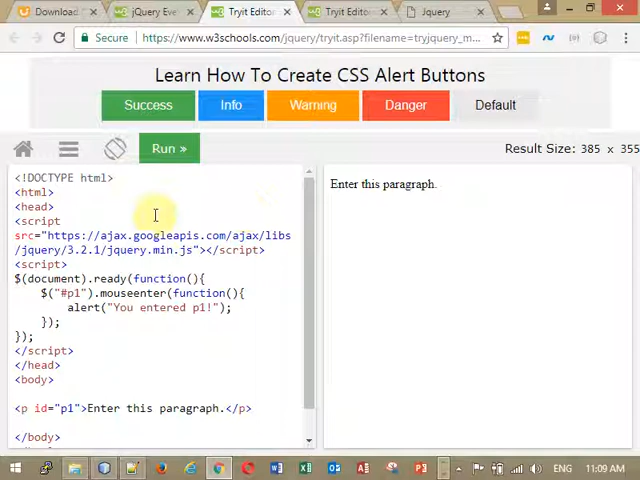 Download
jQuery Eve
Tryit Editor
Tryit Editor
Jquery
Secure
https://www.w3schools.com/jquery/tryit.asp?filename=tryjquery_m...
Learn How To Create CSS Alert Buttons
Success Info Warning Danger Default
Run »
Result Size: 385 x 355
<!DOCTYPE html>
<html>
<head>
<script
src="https://ajax.googleapis.com/ajax/libs
/jquery/3.2.1/jquery.min.js"></script>
<script>
$(document).ready(function(){
$("#p1").mouseenter(function(){
alert("You entered p1!");
});
});
</script>
</head>
<body>
<p id="p1">Enter this paragraph.</p>
</body>
Enter this paragraph.
ENG
11:09 AM